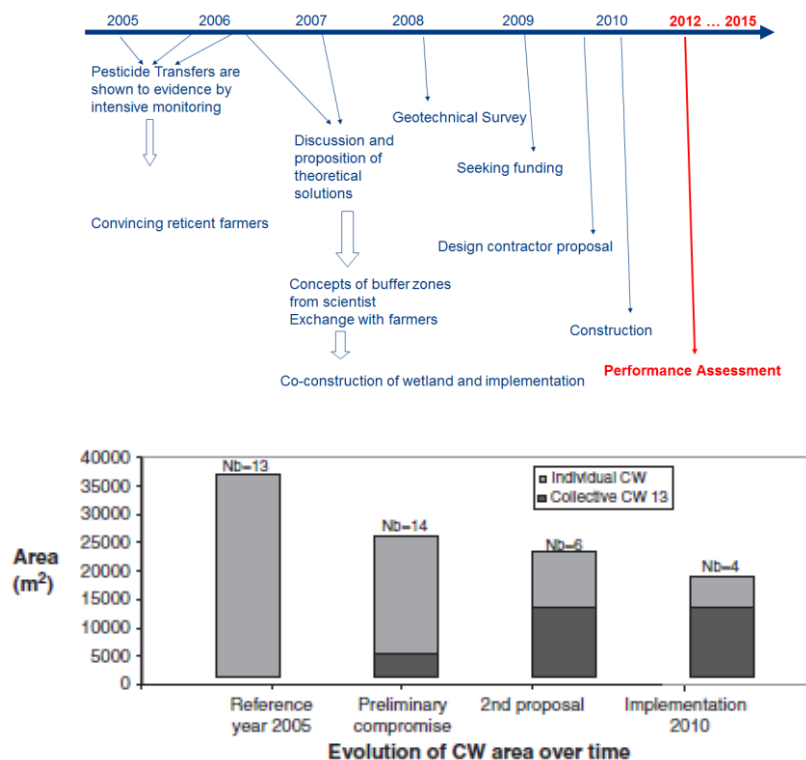 2005 2006 2007 2008 2009 2010 2012 ... 2015
Pesticide Transfers are
shown to evidence by
intensive monitoring
Convincing reticent farmers
Discussion and
proposition of
theoretical
solutions
Concepts of buffer zones
from scientist
Exchange with farmers
Co-construction of wetland and implementation
Geotechnical Survey
Seeking funding
Design contractor proposal
Construction
Performance Assessment
40000
35000
30000
25000
20000
15000
10000
5000
0
Area
(m²)
Nb=13
Nb=14
Nb=6
Nb=4
Individual CW
Collective CW 13
Reference
year 2005
Preliminary
compromise
2nd proposal
Implementation
2010
Evolution of CW area over time